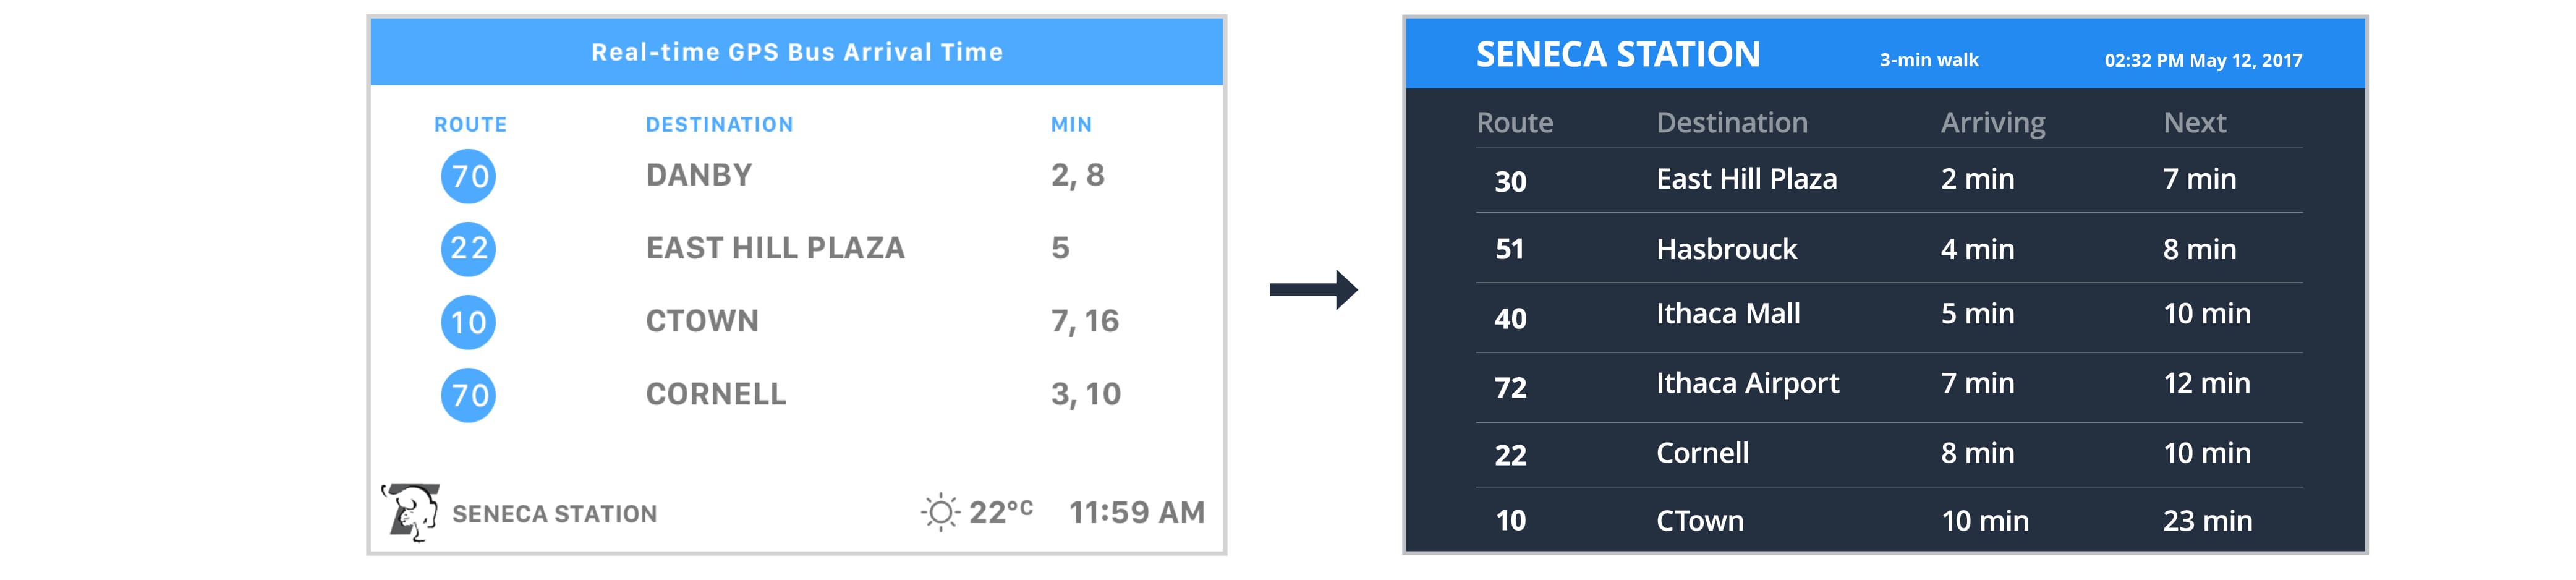 Real-time GPS Bus Arrival Time
ROUTE DESTINATION MIN
70 DANBY 2, 8
22 EAST HILL PLAZA 5
10 CTOWN 7, 16
70 CORNELL 3, 10
SENECA STATION 22°C 11:59 AM
SENECA STATION 3-min walk 02:32 PM May 12, 2017
Route Destination Arriving Next
30 East Hill Plaza 2 min 7 min
51 Hasbrouck 4 min 8 min
40 Ithaca Mall 5 min 10 min
72 Ithaca Airport 7 min 12 min
22 Cornell 8 min 10 min
10 CTown 10 min 23 min